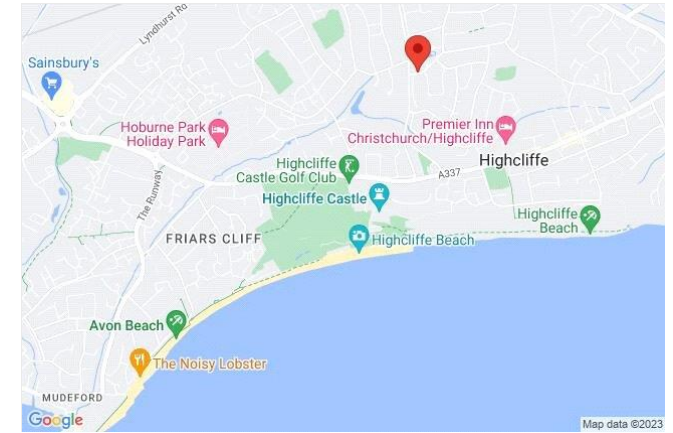 Lyndhurst Ro
Sainsbury's
Hoburne Park
Holiday Park
Premier Inn
Christchurch/Highcliffe
Highcliffe
Highcliffe
Castle Golf Club
A337
Highcliffe Castle
The Runway
Highcliffe
Beach
FRIARS CLIFF
Highcliffe Beach
Avon Beach
The Noisy Lobster
MUDEFORD
Google
Map data ©2023